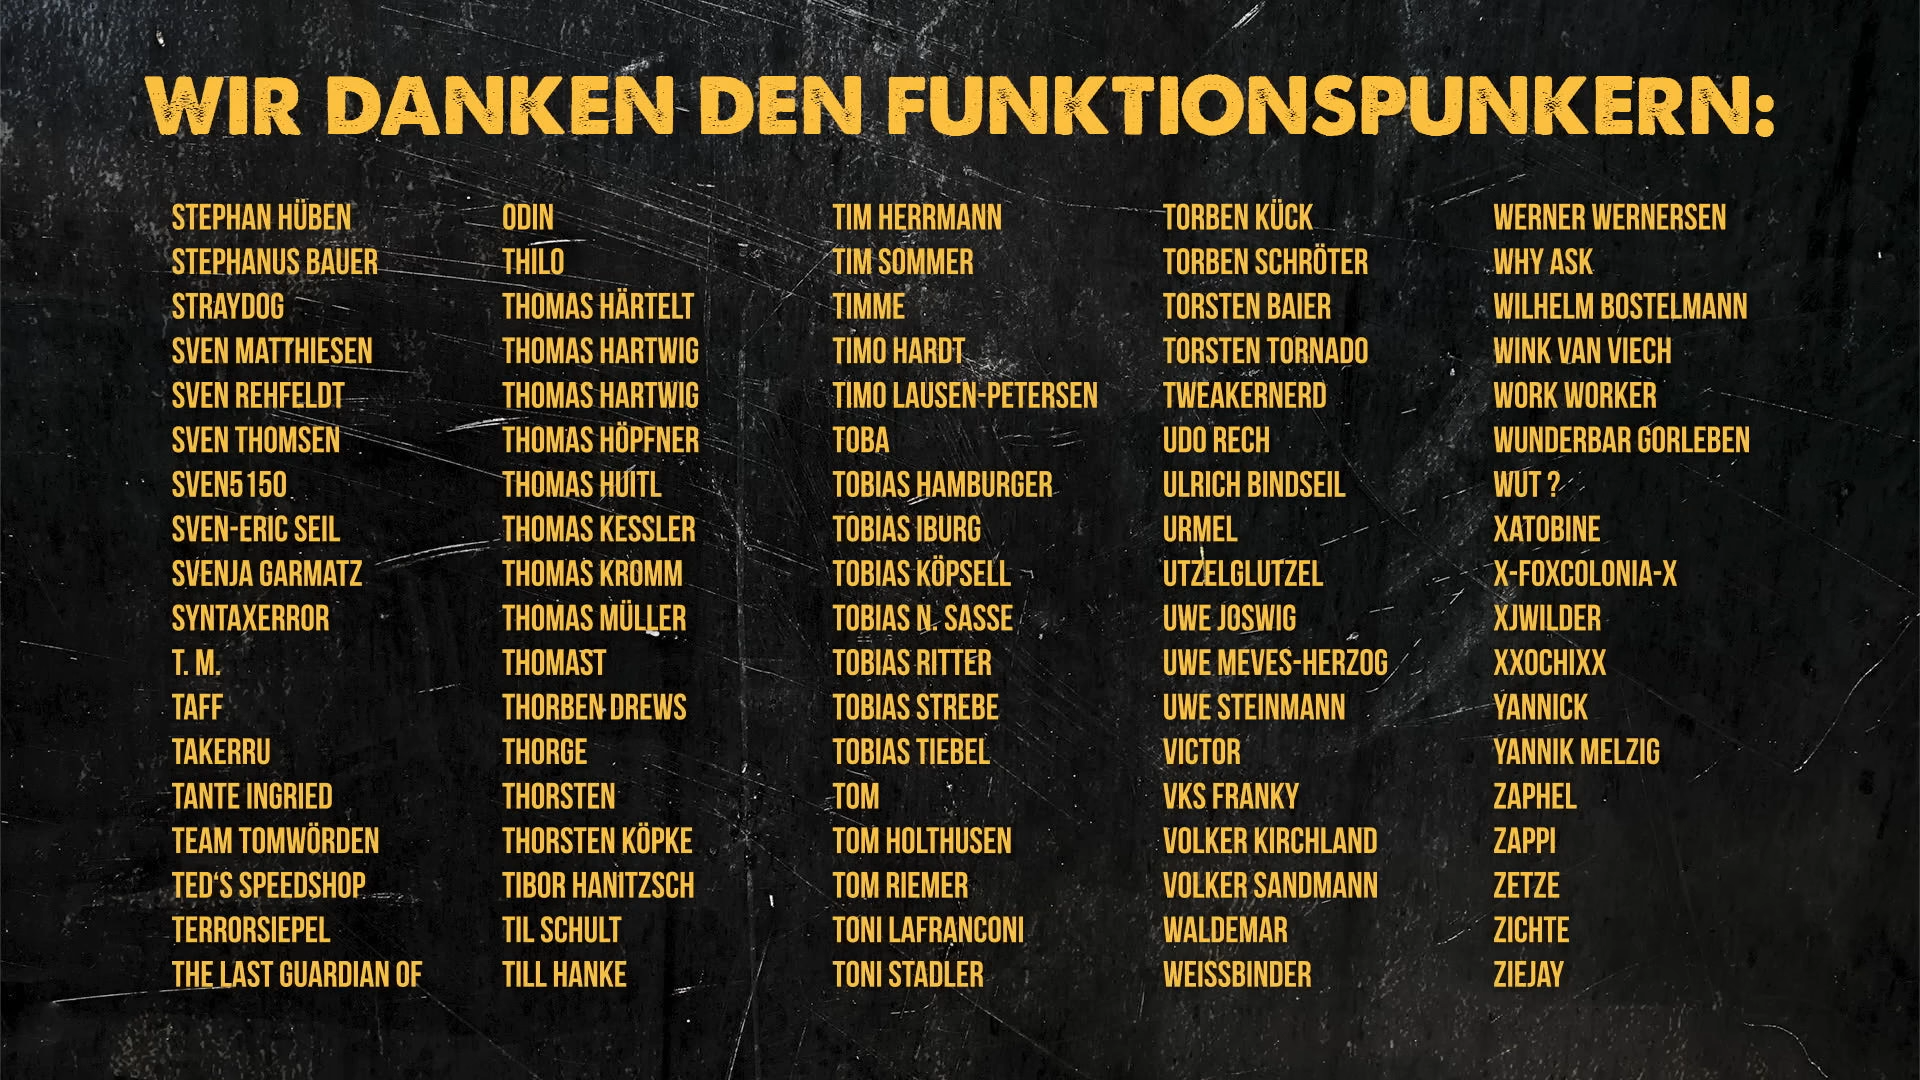 WIR DANKEN DEN FUNKTIONSPUNKERN:
STEPHAN HÜBEN
STEPHANUS BAUER
STRAYDOG
SVEN MATTHIESEN
SVEN REHFELDT
SVEN THOMSEN
SVEN5150
SVEN-ERIC SEIL
SVENJA GARMATZ
SYNTAXERROR
T. M.
TAFF
TAKERRU
TANTE INGRIED
TEAM TOMWÖRDEN
TED‘S SPEEDSHOP
TERRORSIEPEL
THE LAST GUARDIAN OF
ODIN
THILO
THOMAS HÄRTELT
THOMAS HARTWIG
THOMAS HARTWIG
THOMAS HÖPFNER
THOMAS HUITL
THOMAS KESSLER
THOMAS KROMM
THOMAS MÜLLER
THOMAST
THORBEN DREWS
THORGE
THORSTEN
THORSTEN KÖPKE
TIBOR HANITZSCH
TIL SCHULT
TILL HANKE
TIM HERRMANN
TIM SOMMER
TIMME
TIMO HARDT
TIMO LAUSEN-PETERSEN
TOBA
TOBIAS HAMBURGER
TOBIAS IBURG
TOBIAS KÖPSELL
TOBIAS N. SASSE
TOBIAS RITTER
TOBIAS STREBE
TOBIAS TIEBEL
TOM
TOM HOLTHUSEN
TOM RIEMER
TONI LAFRANCONI
TONI STADLER
TORBEN KÜCK
TORBEN SCHRÖTER
TORSTEN BAIER
TORSTEN TORNADO
TWEAKERNERD
UDO RECH
ULRICH BINDSEIL
URMEL
UTZELGLUTZEL
UWE JOSWIG
UWE MEVES-HERZOG
UWE STEINMANN
VICTOR
VKS FRANKY
VOLKER KIRCHLAND
VOLKER SANDMANN
WALDEMAR
WEISSBINDER
WERNER WERNERSEN
WHY ASK
WILHELM BOSTELMANN
WINK VAN VIECH
WORK WORKER
WUNDERBAR GORLEBEN
WUT ?
XATOBINE
X-FOXCOLONIA-X
XJWILDER
XXOCHIXX
YANNICK
YANNIK MELZIG
ZAPHEL
ZAPPI
ZETZE
ZICHTE
ZIEJAY